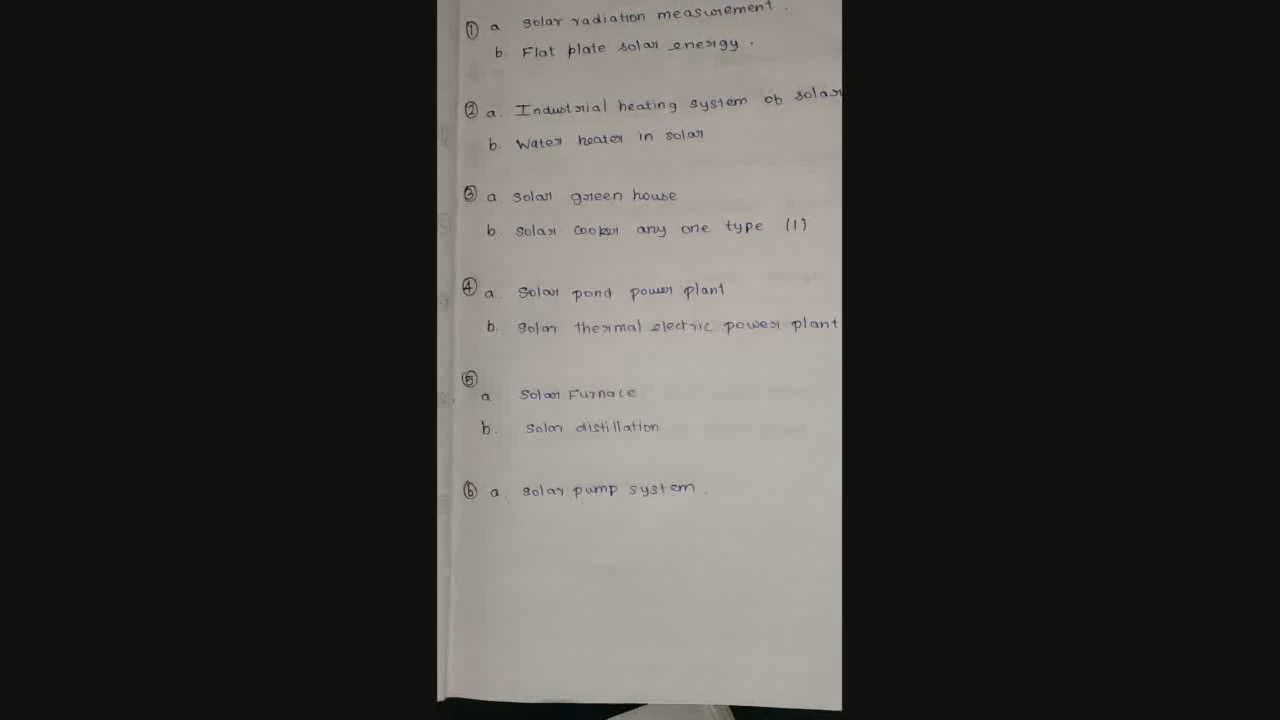 ① a solar radiation measurement.
b. Flat plate solar energy.
② a. Industrial heating system of solar
b. Water heater in solar
③ a solar green house
b. Solar cooker any one type (1)
④ a Solar pond power plant
b. Solar thermal electric power plant
⑤
a Solar Furnace
b. Solar distillation
⑥ a. Solar pump system.